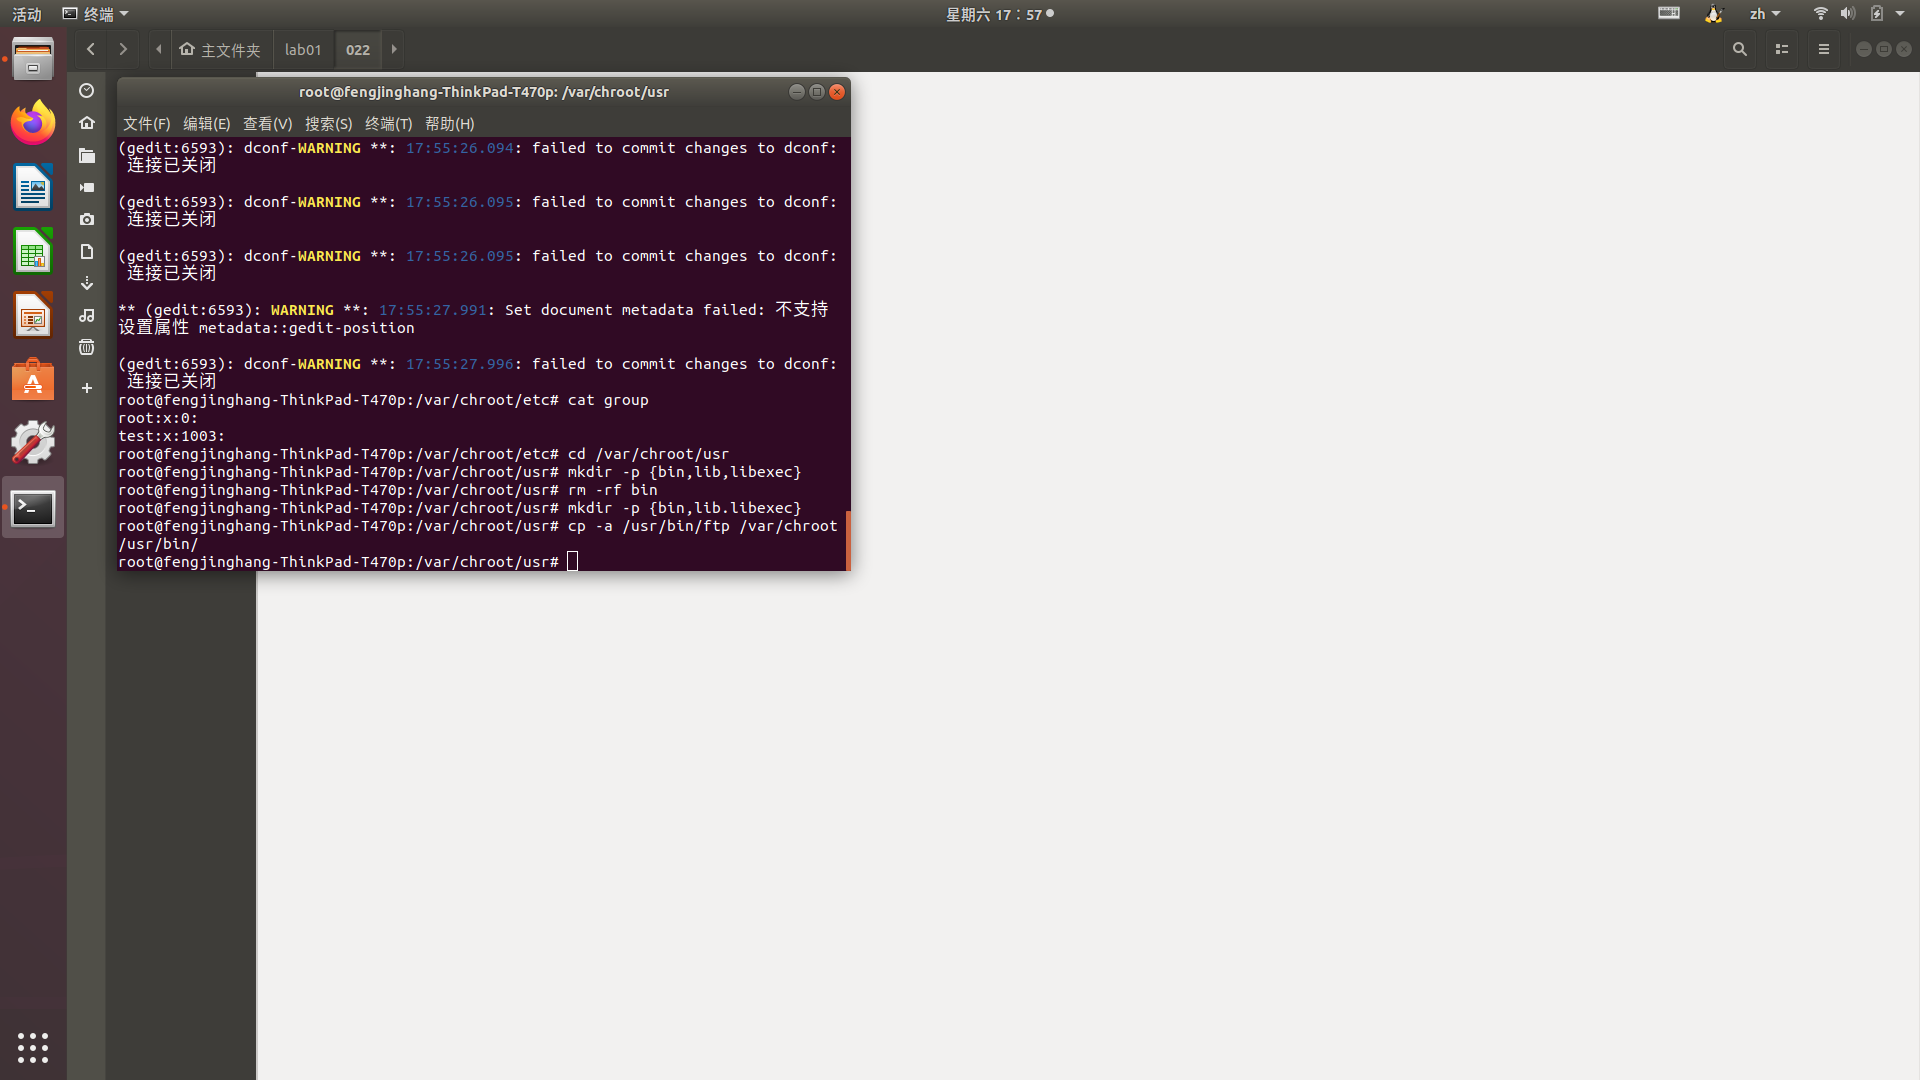 活动
终端
星期六 17：57
zh
主文件夹
lab01
022
root@fengjinghang-ThinkPad-T470p: /var/chroot/usr
文件(F) 编辑(E) 查看(V) 搜索(S) 终端(T) 帮助(H)
(gedit:6593): dconf-WARNING **: 17:55:26.094: failed to commit changes to dconf:
连接已关闭
(gedit:6593): dconf-WARNING **: 17:55:26.095: failed to commit changes to dconf:
连接已关闭
(gedit:6593): dconf-WARNING **: 17:55:26.095: failed to commit changes to dconf:
连接已关闭
** (gedit:6593): WARNING **: 17:55:27.991: Set document metadata failed: 不支持
设置属性 metadata::gedit-position
(gedit:6593): dconf-WARNING **: 17:55:27.996: failed to commit changes to dconf:
连接已关闭
root@fengjinghang-ThinkPad-T470p:/var/chroot/etc# cat group
root:x:0:
test:x:1003:
root@fengjinghang-ThinkPad-T470p:/var/chroot/etc# cd /var/chroot/usr
root@fengjinghang-ThinkPad-T470p:/var/chroot/usr# mkdir -p {bin,lib,libexec}
root@fengjinghang-ThinkPad-T470p:/var/chroot/usr# rm -rf bin
root@fengjinghang-ThinkPad-T470p:/var/chroot/usr# mkdir -p {bin,lib.libexec}
root@fengjinghang-ThinkPad-T470p:/var/chroot/usr# cp -a /usr/bin/ftp /var/chroot
/usr/bin/
root@fengjinghang-ThinkPad-T470p:/var/chroot/usr#